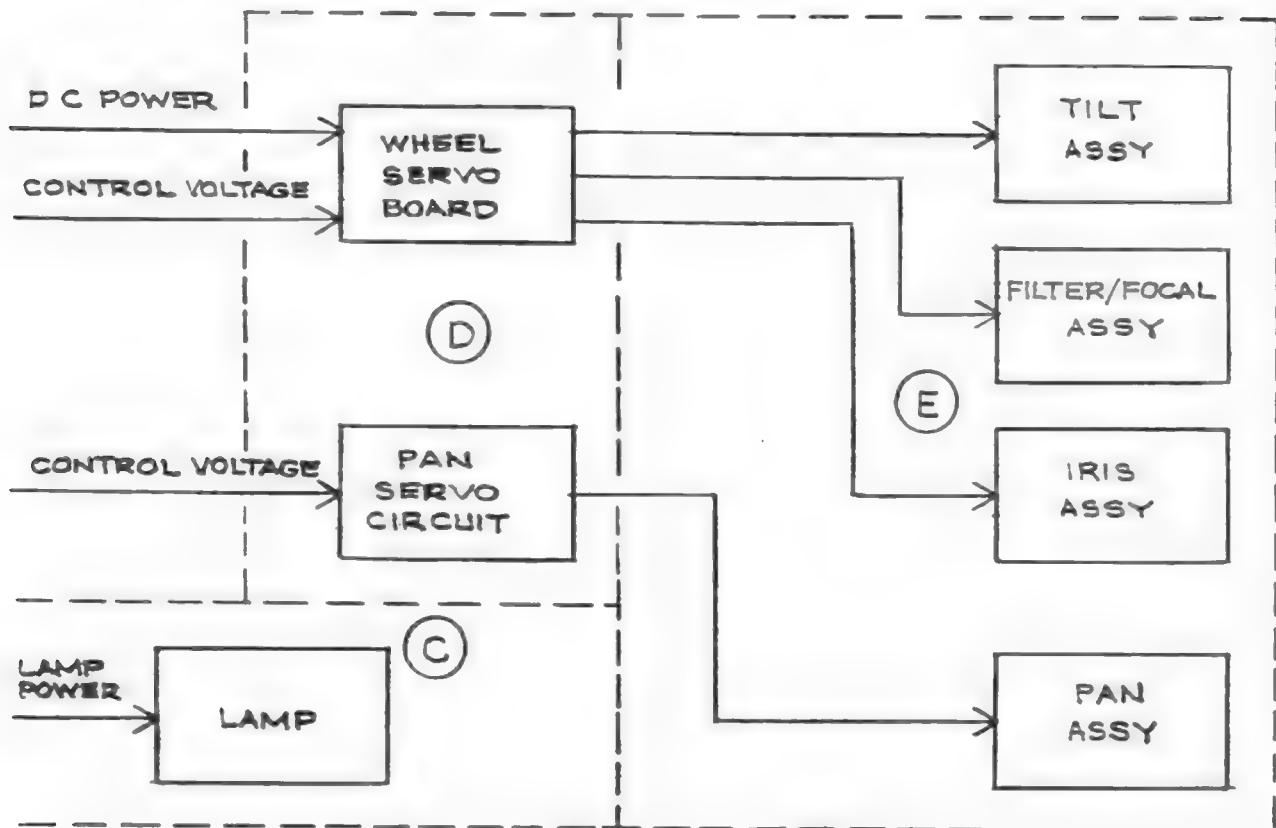 DC POWER
CONTROL VOLTAGE
WHEEL
SERVO
BOARD
TILT
ASSY
FILTER/FOCAL
ASSY
D
E
CONTROL VOLTAGE
PAN
SERVO
CIRCUIT
IRIS
ASSY
C
LAMP
POWER
LAMP
PAN
ASSY